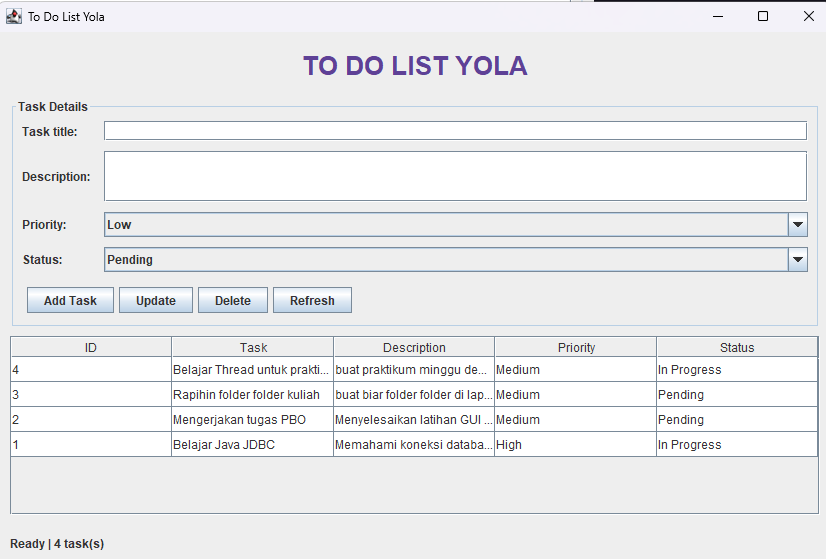 To Do List Yola
TO DO LIST YOLA
Task Details
Task title:
Description:
Priority: Low
Status: Pending
Add Task Update Delete Refresh
ID Task Description Priority Status
4 Belajar Thread untuk prakti... buat praktikum minggu de... Medium In Progress
3 Rapihin folder folder kuliah buat biar folder folder di lap... Medium Pending
2 Mengerjakan tugas PBO Menyelesaikan latihan GUI ... Medium Pending
1 Belajar Java JDBC Memahami koneksi databa... High In Progress
Ready | 4 task(s)